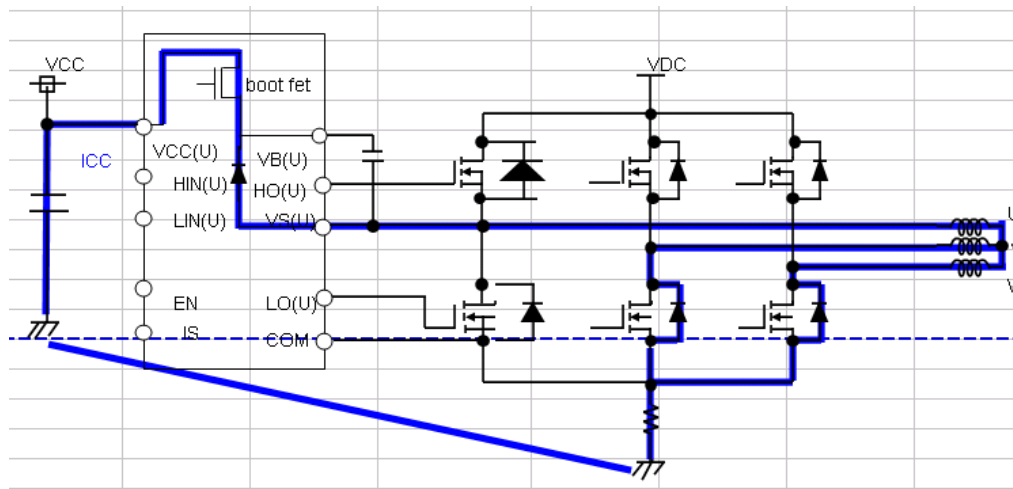 VCC
VDC
boot fet
ICC
VCC(U)
VB(U)
HIN(U)
HO(U)
LIN(U)
VS(U)
U
V
EN
LO(U)
IS
COM